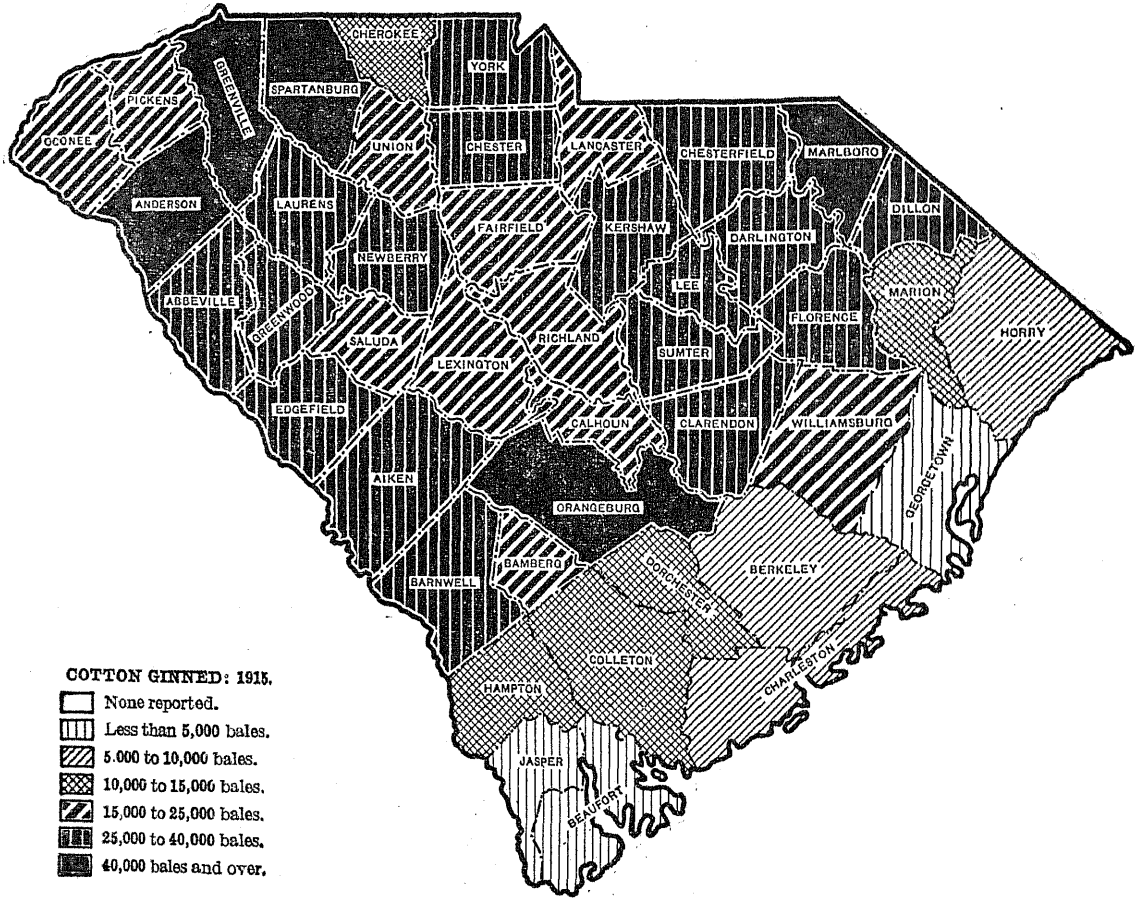 CHEROKEE
YORK
GREENVILLE
SPARTANBURG
PICKENS
OCONEE
UNION
CHESTER
LANCASTER
CHESTERFIELD
MARLBORO
ANDERSON
LAURENS
DILLON
FAIRFIELD
KERSHAW
DARLINGTON
NEWBERRY
LEE
MARION
ABBEVILLE
GREENWOOD
FLORENCE
HORRY
SALUDA
RICHLAND
SUMTER
LEXINGTON
EDGEFIELD
CALHOUN
CLARENDON
WILLIAMSBURG
GEORGETOWN
AIKEN
ORANGEBURG
BAMBERG
BERKELEY
BARNWELL
DORCHESTER
COLLETON
CHARLESTON
HAMPTON
JASPER
BEAUFORT
COTTON GINNED: 1915.
None reported.
Less than 5,000 bales.
5.000 to 10,000 bales.
10,000 to 15,000 bales.
15,000 to 25,000 bales.
25,000 to 40,000 bales.
40,000 bales and over.